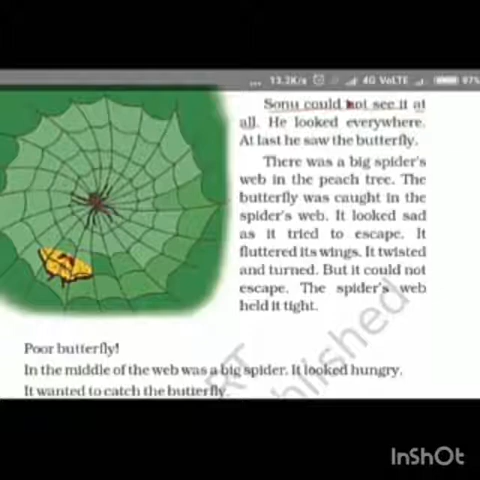 ... 13.2K/s 4G VoLTE 97%
Sonu could not see it at
all. He looked everywhere.
At last he saw the butterfly.
There was a big spider's
web in the peach tree. The
butterfly was caught in the
spider's web. It looked sad
as it tried to escape. It
fluttered its wings. It twisted
and turned. But it could not
escape. The spider's web
held it tight.
Poor butterfly!
In the middle of the web was a big spider. It looked hungry.
It wanted to catch the butterfly.
InShOt